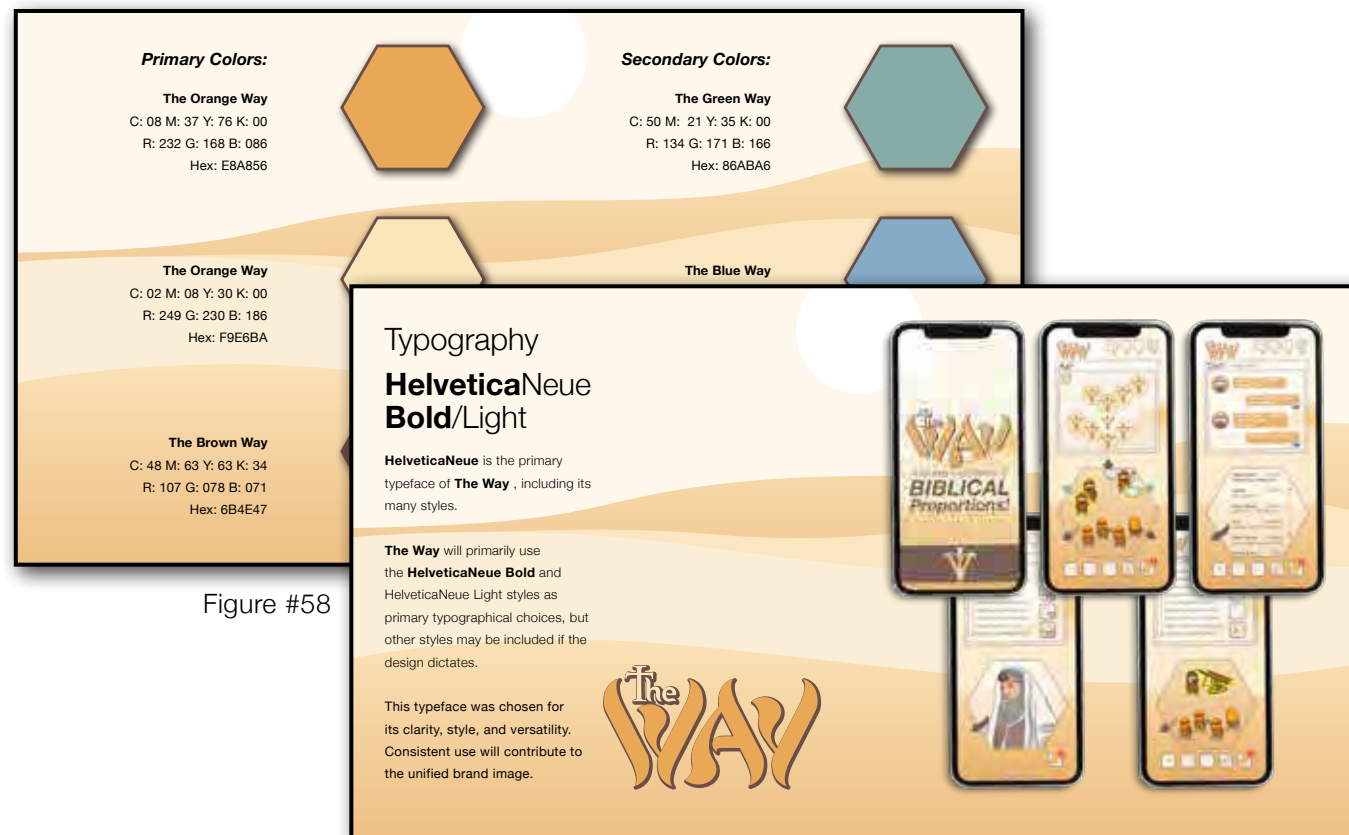 Primary Colors:
The Orange Way
C: 08 M: 37 Y: 76 K: 00
R: 232 G: 168 B: 086
Hex: E8A856
The Orange Way
C: 02 M: 08 Y: 30 K: 00
R: 249 G: 230 B: 186
Hex: F9E6BA
The Brown Way
C: 48 M: 63 Y: 63 K: 34
R: 107 G: 078 B: 071
Hex: 6B4E47
Secondary Colors:
The Green Way
C: 50 M: 21 Y: 35 K: 00
R: 134 G: 171 B: 166
Hex: 86ABA6
The Blue Way
Figure #58
Typography
HelveticaNeue
Bold/Light
HelveticaNeue is the primary
typeface of The Way , including its
many styles.
The Way will primarily use
the HelveticaNeue Bold and
HelveticaNeue Light styles as
primary typographical choices, but
other styles may be included if the
design dictates.
This typeface was chosen for
its clarity, style, and versatility.
Consistent use will contribute to
the unified brand image.
The
WAY
The
WAY
BIBLICAL
Proportions!
WAY
WAY